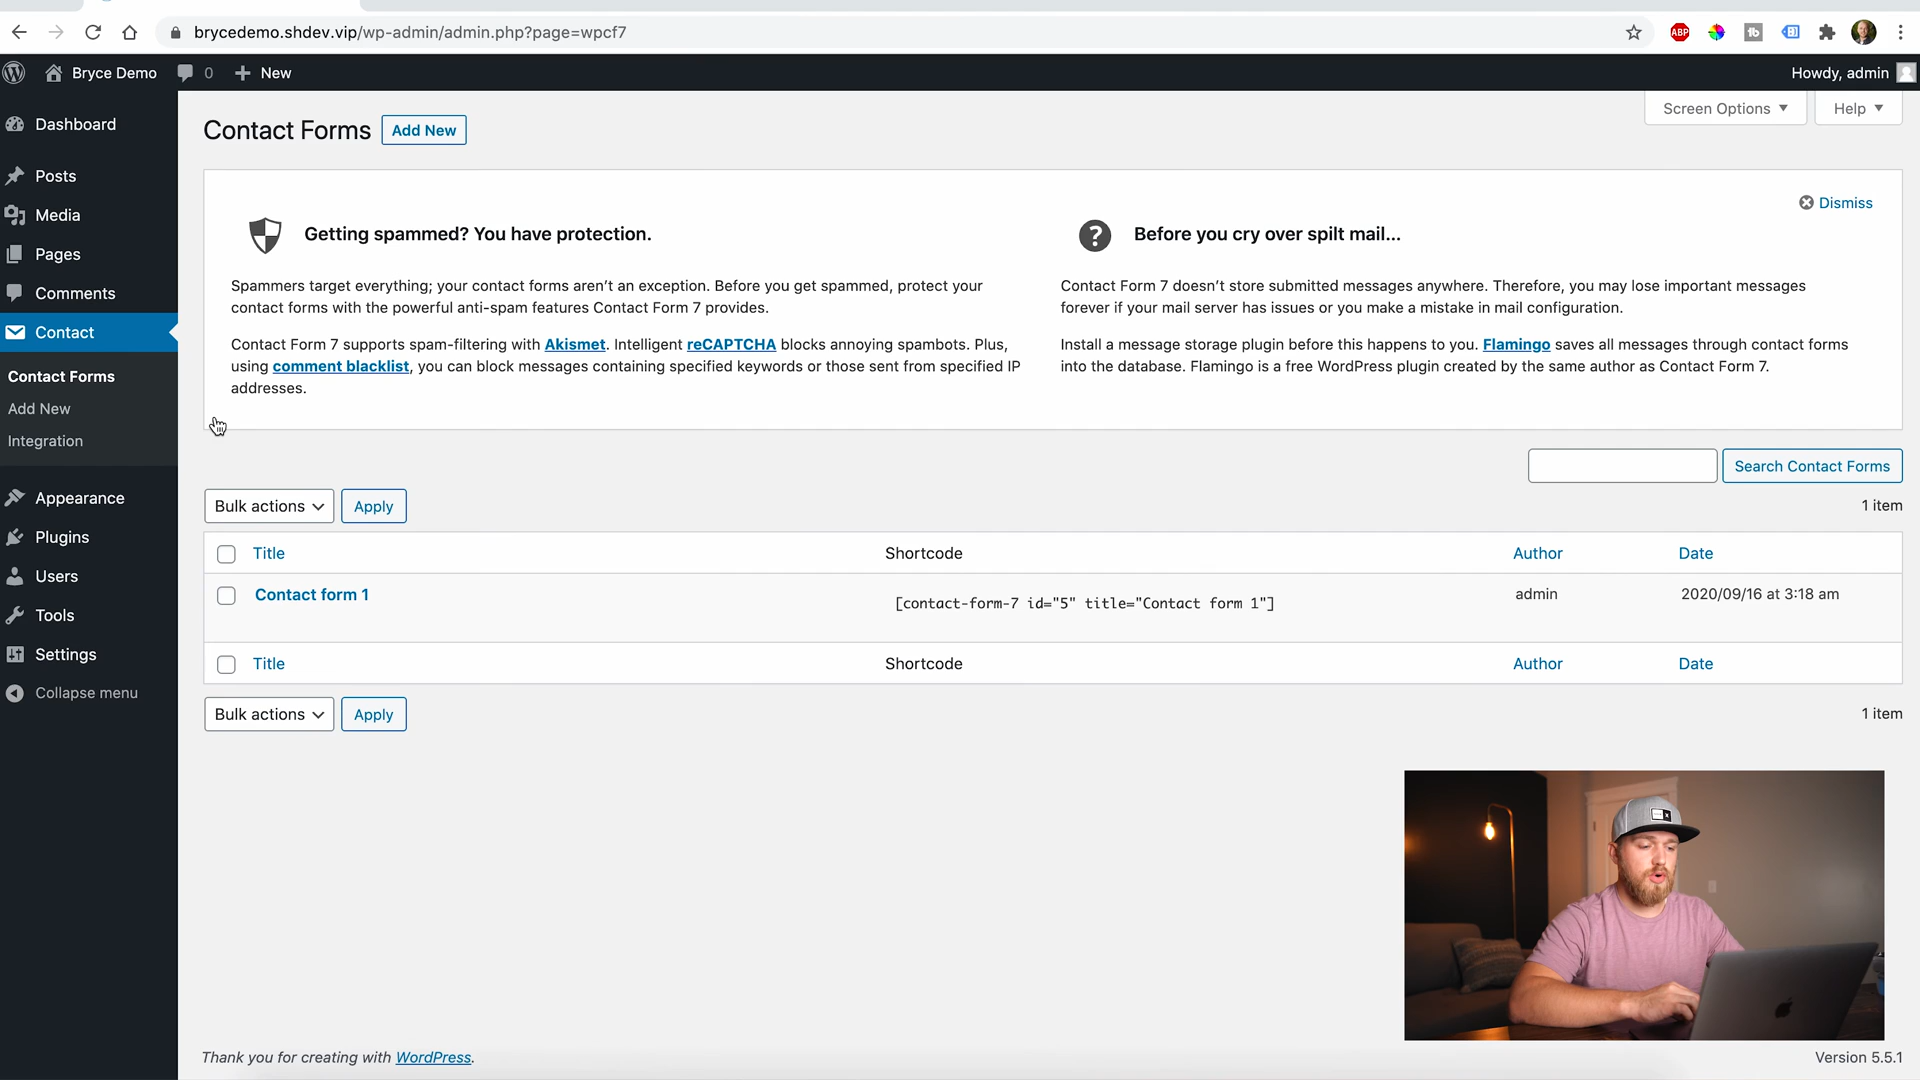 brycedemo.shdev.vip/wp-admin/admin.php?page=wpcf7
ABP
Bryce Demo
0
New
Howdy, admin
Dashboard
Posts
Media
Pages
Comments
Contact
Contact Forms
Add New
Integration
Appearance
Plugins
Users
Tools
Settings
Collapse menu
Screen Options
Help
Contact Forms
Add New
Dismiss
Getting spammed? You have protection.
Spammers target everything; your contact forms aren’t an exception. Before you get spammed, protect your
contact forms with the powerful anti-spam features Contact Form 7 provides.
Contact Form 7 supports spam-filtering with Akismet. Intelligent reCAPTCHA blocks annoying spambots. Plus,
using comment blacklist, you can block messages containing specified keywords or those sent from specified IP
addresses.
Before you cry over spilt mail…
Contact Form 7 doesn’t store submitted messages anywhere. Therefore, you may lose important messages
forever if your mail server has issues or you make a mistake in mail configuration.
Install a message storage plugin before this happens to you. Flamingo saves all messages through contact forms
into the database. Flamingo is a free WordPress plugin created by the same author as Contact Form 7.
Search Contact Forms
Bulk actions
Apply
1 item
Title
Shortcode
Author
Date
Contact form 1
[contact-form-7 id="5" title="Contact form 1"]
admin
2020/09/16 at 3:18 am
Title
Shortcode
Author
Date
Bulk actions
Apply
1 item
Thank you for creating with WordPress.
Version 5.5.1